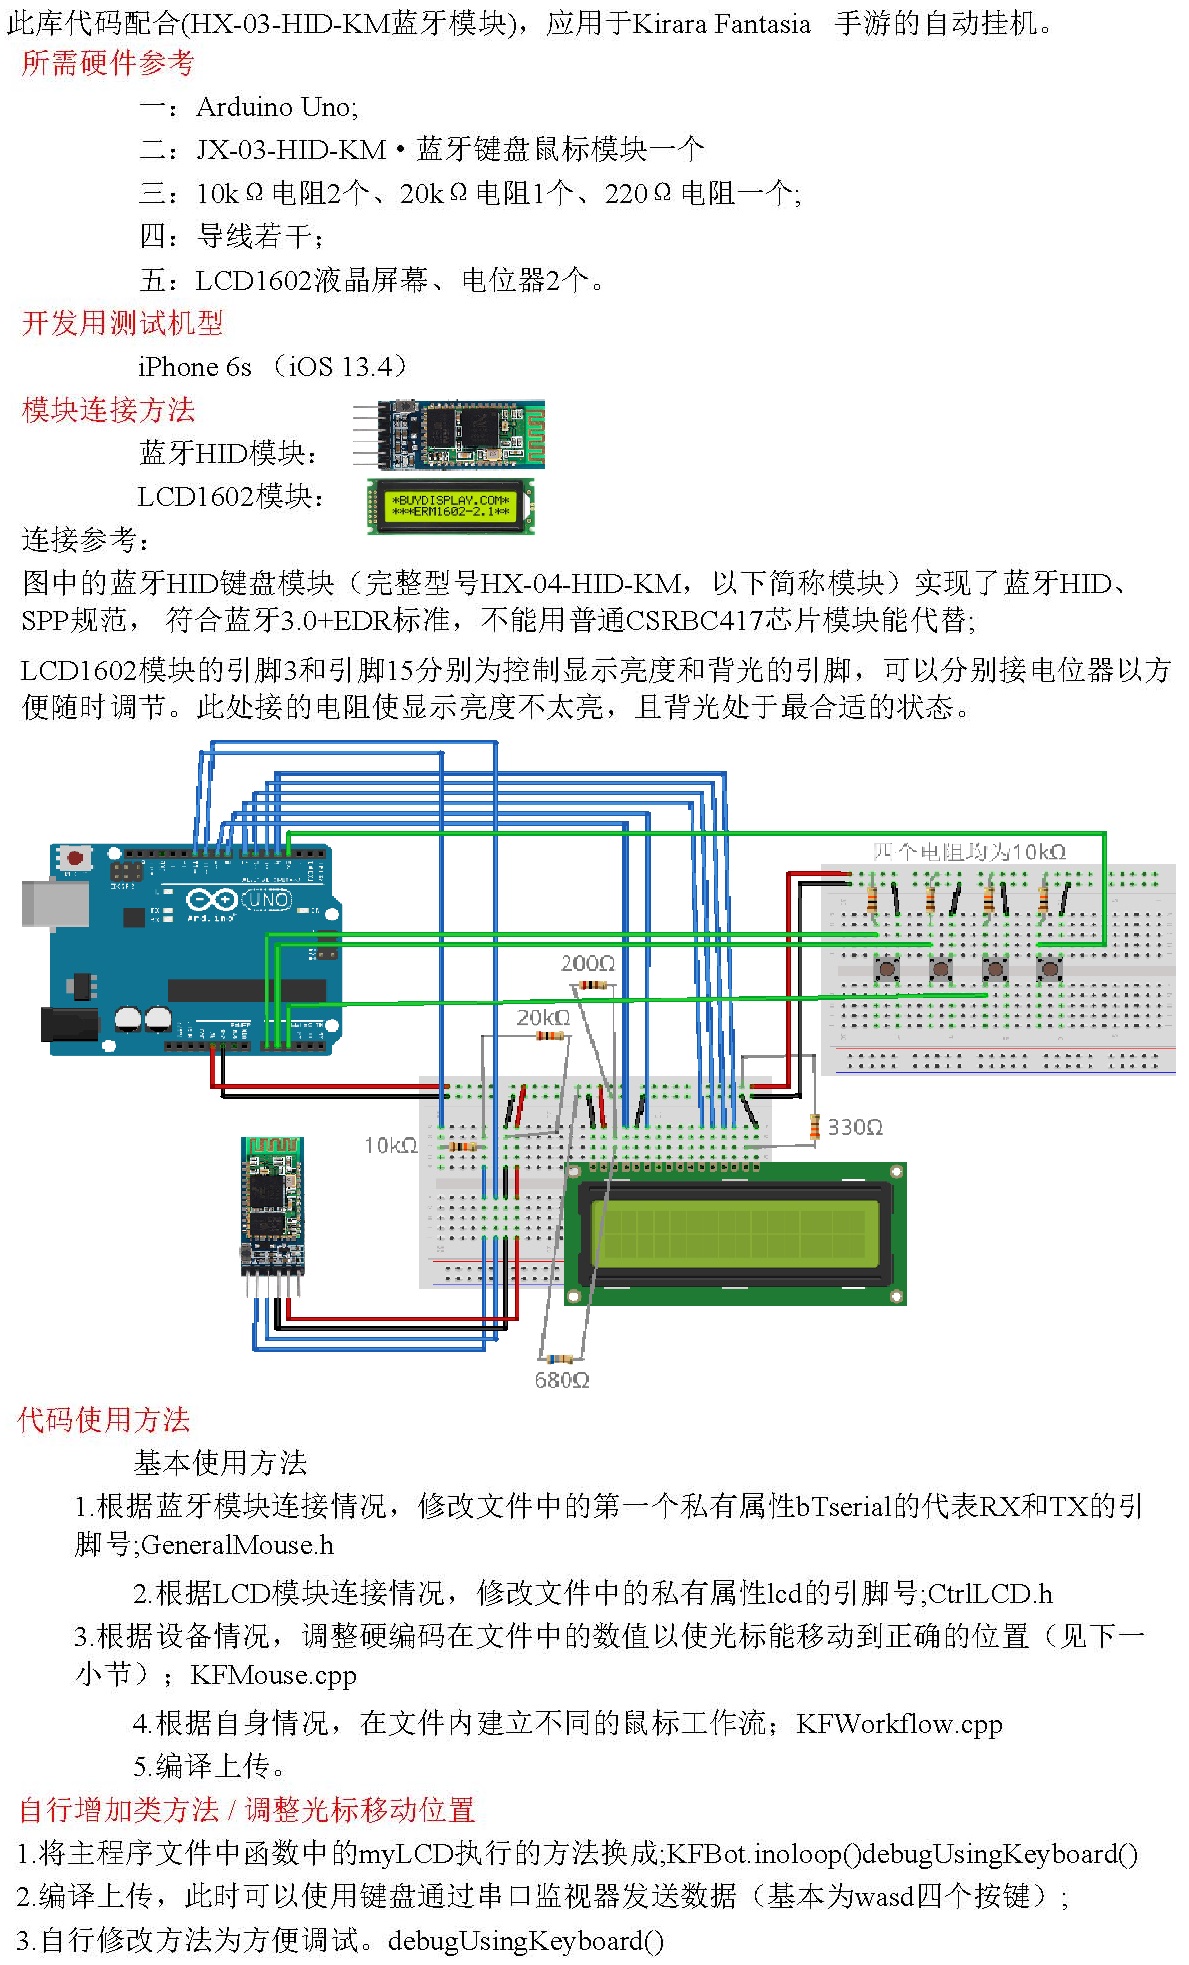 此库代码配合(HX-03-HID-KM蓝牙模块)，应用于Kirara Fantasia 手游的自动挂机。
所需硬件参考
一：Arduino Uno;
二：JX-03-HID-KM•蓝牙键盘鼠标模块一个
三：10kΩ电阻2个、20kΩ电阻1个、220Ω电阻一个;
四：导线若干；
五：LCD1602液晶屏幕、电位器2个。
开发用测试机型
iPhone 6s （iOS 13.4）
模块连接方法
蓝牙HID模块：
LCD1602模块：
*BUYDISPLAY.COM*
***ERM1602-2.1**
连接参考：
图中的蓝牙HID键盘模块（完整型号HX-04-HID-KM，以下简称模块）实现了蓝牙HID、
SPP规范， 符合蓝牙3.0+EDR标准，不能用普通CSRBC417芯片模块能代替;
LCD1602模块的引脚3和引脚15分别为控制显示亮度和背光的引脚，可以分别接电位器以方
便随时调节。此处接的电阻使显示亮度不太亮，且背光处于最合适的状态。
四个电阻均为10kΩ
UNO
Arduino
200Ω
20kΩ
10kΩ
330Ω
680Ω
代码使用方法
基本使用方法
1.根据蓝牙模块连接情况，修改文件中的第一个私有属性bTserial的代表RX和TX的引
脚号;GeneralMouse.h
2.根据LCD模块连接情况，修改文件中的私有属性lcd的引脚号;CtrlLCD.h
3.根据设备情况，调整硬编码在文件中的数值以使光标能移动到正确的位置（见下一
小节）；KFMouse.cpp
4.根据自身情况，在文件内建立不同的鼠标工作流；KFWorkflow.cpp
5.编译上传。
自行增加类方法 / 调整光标移动位置
1.将主程序文件中函数中的myLCD执行的方法换成;KFBot.inoloop()debugUsingKeyboard()
2.编译上传，此时可以使用键盘通过串口监视器发送数据（基本为wasd四个按键）;
3.自行修改方法为方便调试。debugUsingKeyboard()